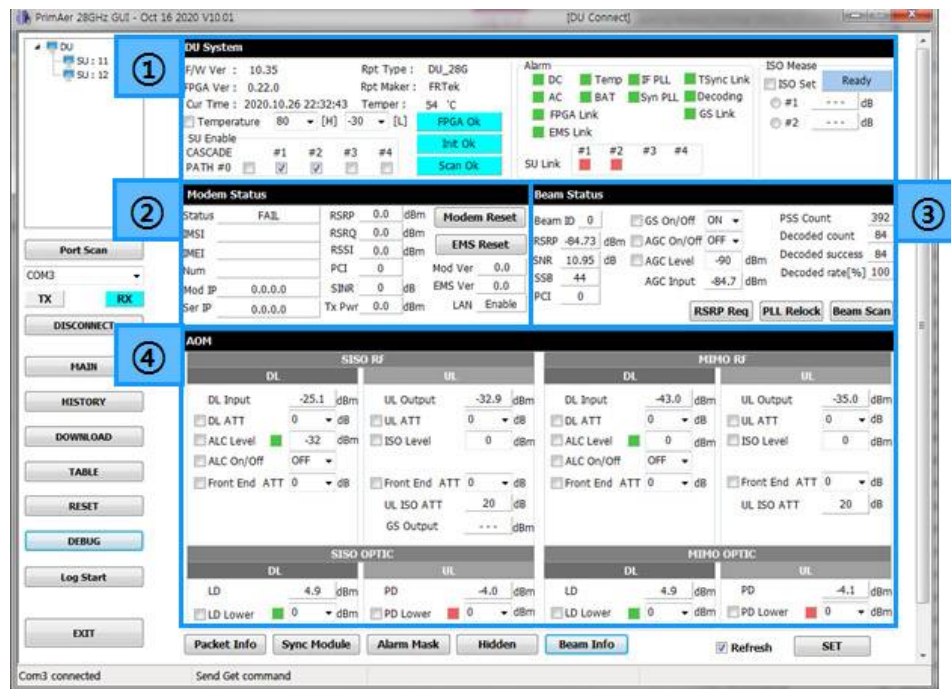 PrimAer 28GHz GUI - Oct 16 2020 V10.01
[DU Connect]
DU
SU : 11
SU : 12
Port Scan
COM3
TX
RX
DISCONNECT
MAIN
HISTORY
DOWNLOAD
TABLE
RESET
DEBUG
Log Start
EXIT
①
DU System
F/W Ver : 10.35 Rpt Type : DU_28G
FPGA Ver : 0.22.0 Rpt Maker : FRTek
Cur Time : 2020.10.26 22:32:43 Temper : 54 'C
Temperature 80 [H] -30 [L] FPGA Ok
SU Enable
Init Ok
CASCADE #1 #2 #3 #4
PATH #0 Scan Ok
Alarm
DC Temp IF PLL TSync Link
AC BAT Syn PLL Decoding
FPGA Link GS Link
EMS Link
#1 #2 #3 #4
SU Link
ISO Mease
ISO Set Ready
#1 --- dB
#2 --- dB
②
Modem Status
Status FAIL RSRP 0.0 dBm Modem Reset
IMSI RSRQ 0.0 dBm
IMEI RSSI 0.0 dBm EMS Reset
Num PCI 0 Mod Ver 0.0
Mod IP 0.0.0.0 SINR 0 dB EMS Ver 0.0
Ser IP 0.0.0.0 Tx Pwr 0.0 dBm LAN Enable
③
Beam Status
Beam ID 0 GS On/Off ON PSS Count 392
RSRP -84.73 dBm AGC On/Off OFF Decoded count 84
SNR 10.95 dB AGC Level -90 dBm Decoded success 84
SSB 44 AGC Input -84.7 dBm Decoded rate[%] 100
PCI 0
RSRP Req PLL Relock Beam Scan
④
AOM
SISO RF
DL UL
DL Input -25.1 dBm UL Output -32.9 dBm
DL ATT 0 dB UL ATT 0 dB
ALC Level -32 dBm ISO Level 0 dBm
ALC On/Off OFF
Front End ATT 0 dB Front End ATT 0 dB
UL ISO ATT 20 dB
GS Output --- dBm
MIMO RF
DL UL
DL Input -43.0 dBm UL Output -35.0 dBm
DL ATT 0 dB UL ATT 0 dB
ALC Level 0 dBm ISO Level 0 dBm
ALC On/Off OFF
Front End ATT 0 dB Front End ATT 0 dB
UL ISO ATT 20 dB
SISO OPTIC
DL UL
LD 4.9 dBm PD -4.0 dBm
LD Lower 0 dBm PD Lower 0 dBm
MIMO OPTIC
DL UL
LD 4.9 dBm PD -4.1 dBm
LD Lower 0 dBm PD Lower 0 dBm
Packet Info Sync Module Alarm Mask Hidden Beam Info Refresh SET
Com3 connected Send Get command